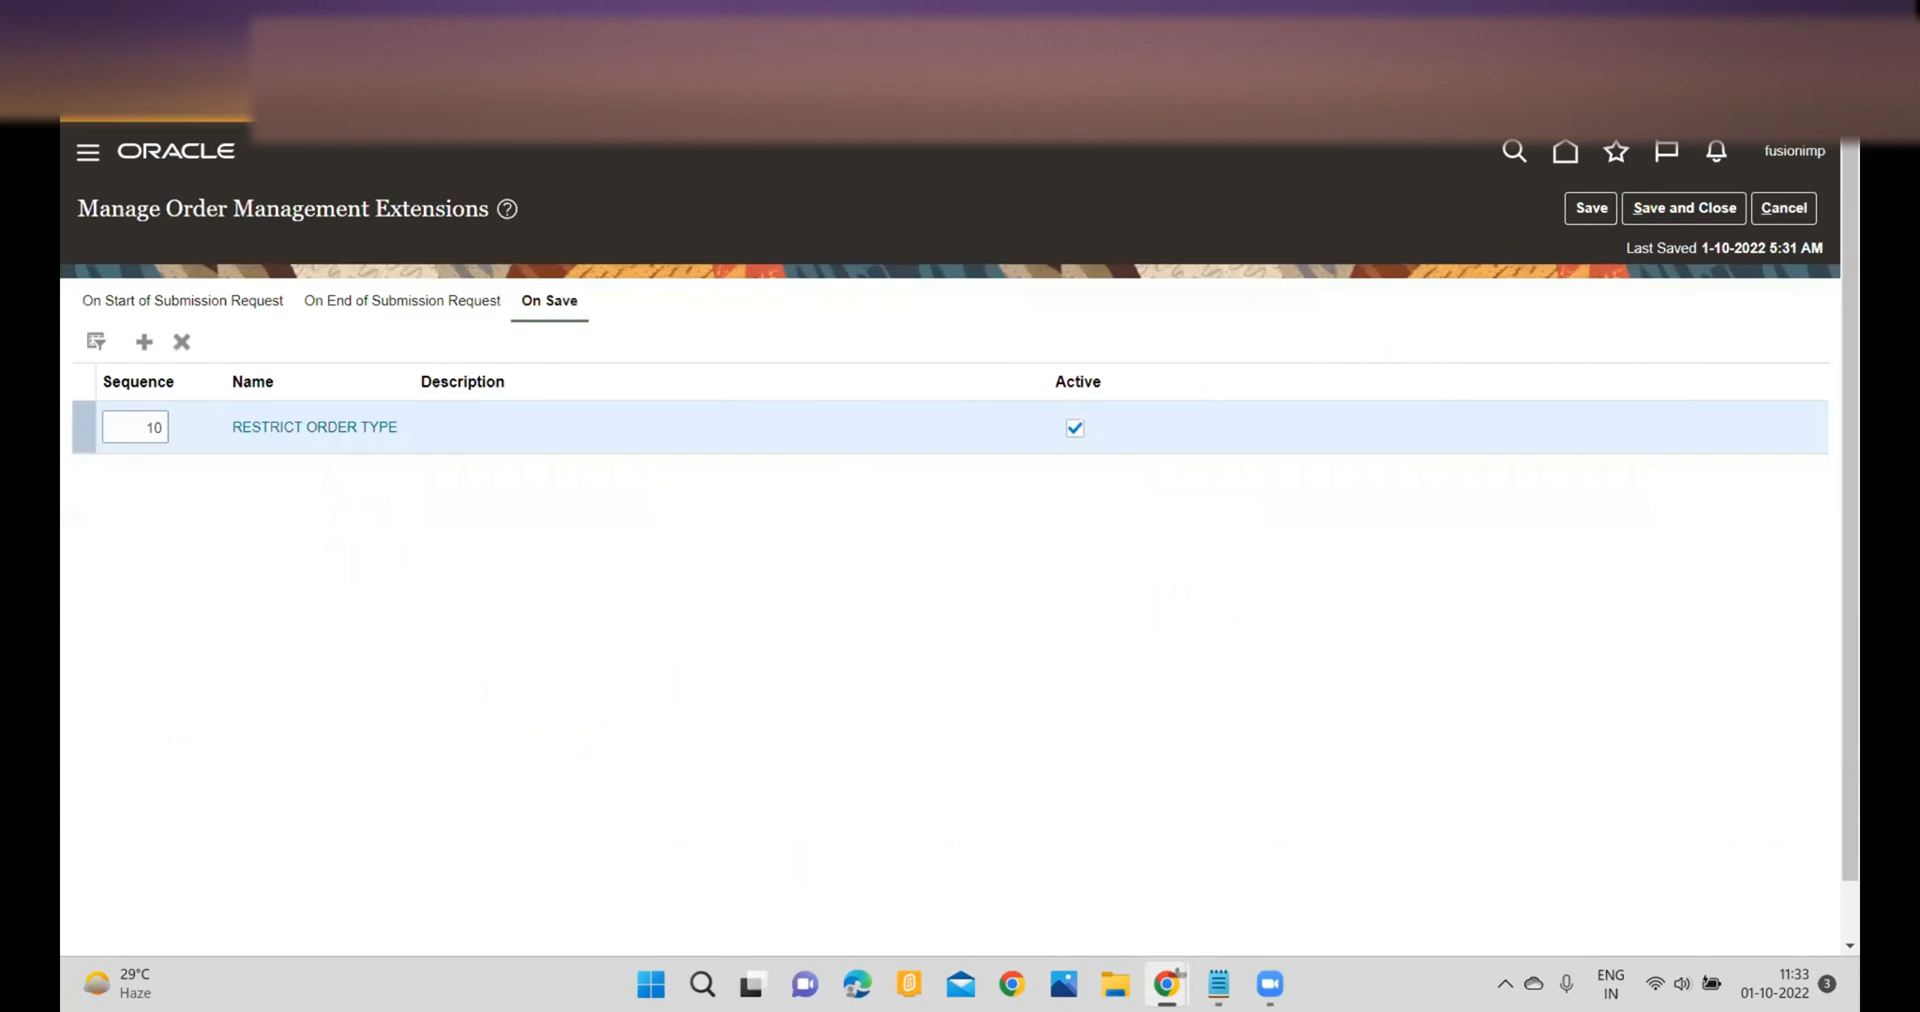 ORACLE
fusionimp
Manage Order Management Extensions ?
Save Save and Close Cancel
Last Saved 1-10-2022 5:31 AM
On Start of Submission Request On End of Submission Request On Save
Sequence Name Description Active
10 RESTRICT ORDER TYPE
29°C
Haze
ENG
IN
11:33
01-10-2022
3